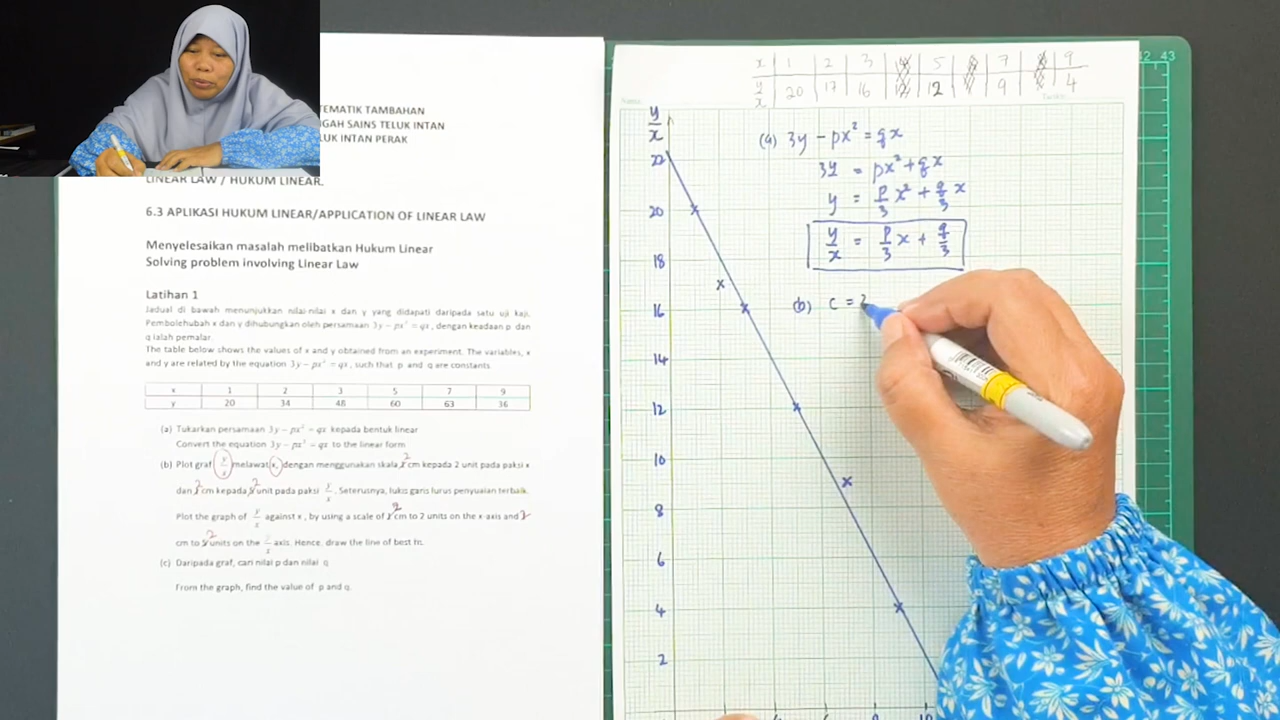 TEMATIK TAMBAHAN
GAH SAINS TELUK INTAN
LUK INTAN PERAK
LINEAR LAW / HUKUM LINEAR.
6.3 APLIKASI HUKUM LINEAR/APPLICATION OF LINEAR LAW
Menyelesaikan masalah melibatkan Hukum Linear
Solving problem involving Linear Law
Latihan 1
Jadual di bawah menunjukkan nilai-nilai x dan y yang didapati daripada satu uji kaji.
Pembolehubah x dan y dihubungkan oleh persamaan 3y − px² = qx, dengan keadaan p dan
q ialah pemalar.
The table below shows the values of x and y obtained from an experiment. The variables, x
and y are related by the equation 3y − px² = qx, such that p and q are constants.
x 1 2 3 5 7 9
y 20 34 48 60 63 36
(a) Tukarkan persamaan 3y − px² = qx kepada bentuk linear
Convert the equation 3y − px² = qx to the linear form
(b) Plot graf y/x melawan x, dengan menggunakan skala 2 cm kepada 2 unit pada paksi x
dan 2 cm kepada 2 unit pada paksi y/x. Seterusnya, lukis garis lurus penyuaian terbaik.
Plot the graph of y/x against x, by using a scale of 2 cm to 2 units on the x-axis and 2
cm to 2 units on the y/x axis. Hence, draw the line of best fit.
(c) Daripada graf, cari nilai p dan nilai q
From the graph, find the value of p and q.
x 1 2 3 5 7 9
y/x 20 17 16 12 9 4
Name:
y/x
22
20
18
16
14
12
10
8
6
4
2
6 8 10
(a) 3y − px² = qx
3y = px² + qx
y = p/3 x² + q/3 x
y/x = p/3 x + q/3
(b) c = 2
43